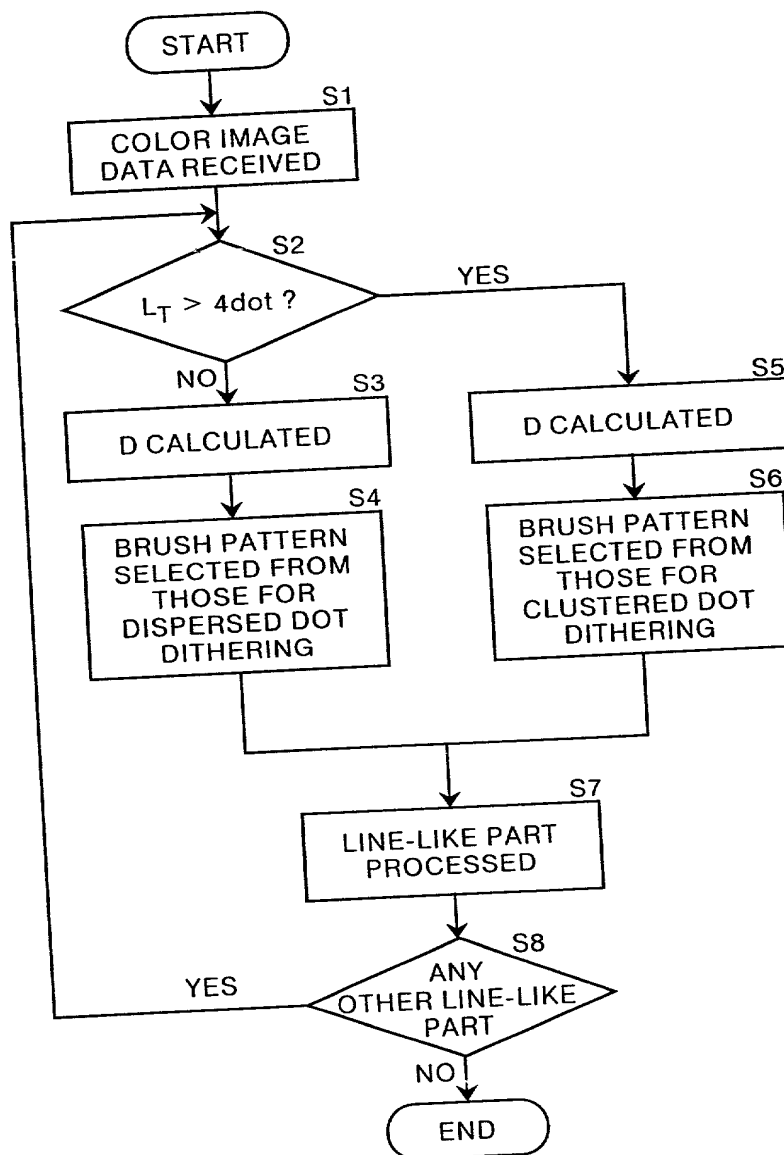 START
S1
COLOR IMAGE
DATA RECEIVED
S2
L_T > 4dot ?
YES
NO
S3
D CALCULATED
S5
D CALCULATED
S4
BRUSH PATTERN
SELECTED FROM
THOSE FOR
DISPERSED DOT
DITHERING
S6
BRUSH PATTERN
SELECTED FROM
THOSE FOR
CLUSTERED DOT
DITHERING
S7
LINE-LIKE PART
PROCESSED
S8
ANY
OTHER LINE-LIKE
PART
YES
NO
END